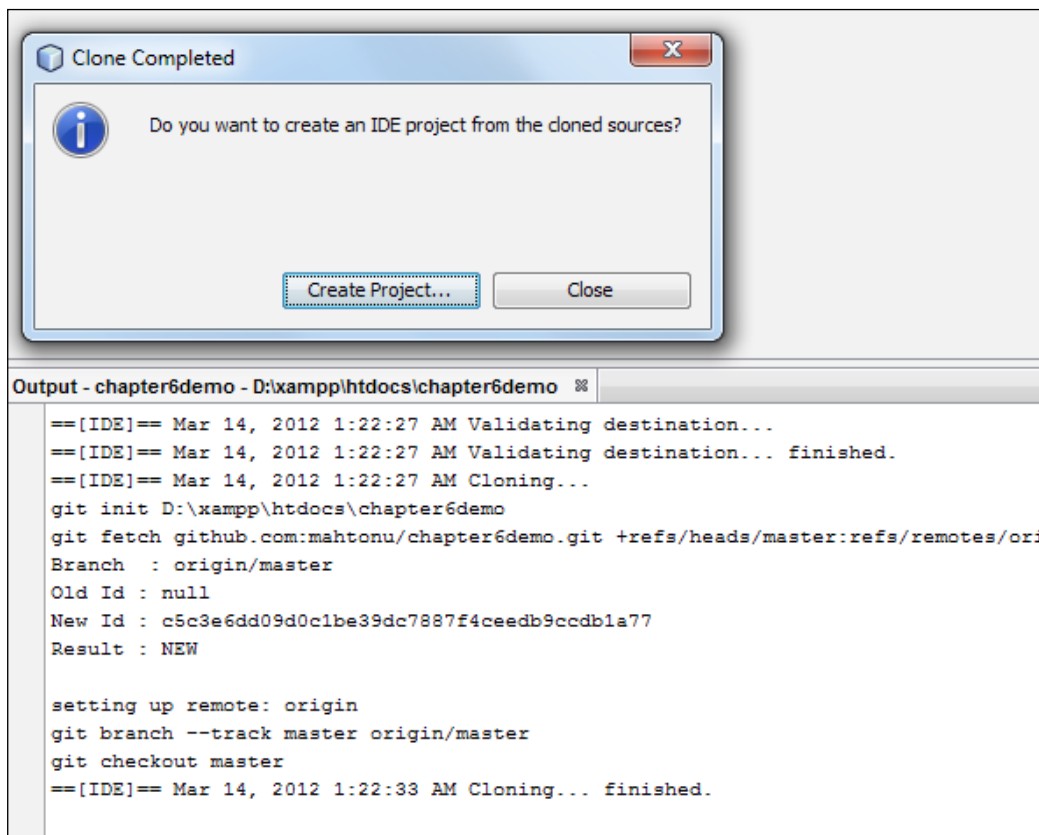 Clone Completed
Do you want to create an IDE project from the cloned sources?
Create Project...
Close
Output - chapter6demo - D:\xampp\htdocs\chapter6demo
==[IDE]== Mar 14, 2012 1:22:27 AM Validating destination...
==[IDE]== Mar 14, 2012 1:22:27 AM Validating destination... finished.
==[IDE]== Mar 14, 2012 1:22:27 AM Cloning...
git init D:\xampp\htdocs\chapter6demo
git fetch github.com:mahtonu/chapter6demo.git +refs/heads/master:refs/remotes/ori
Branch  : origin/master
Old Id : null
New Id : c5c3e6dd09d0c1be39dc7887f4ceedb9ccdb1a77
Result : NEW
setting up remote: origin
git branch --track master origin/master
git checkout master
==[IDE]== Mar 14, 2012 1:22:33 AM Cloning... finished.